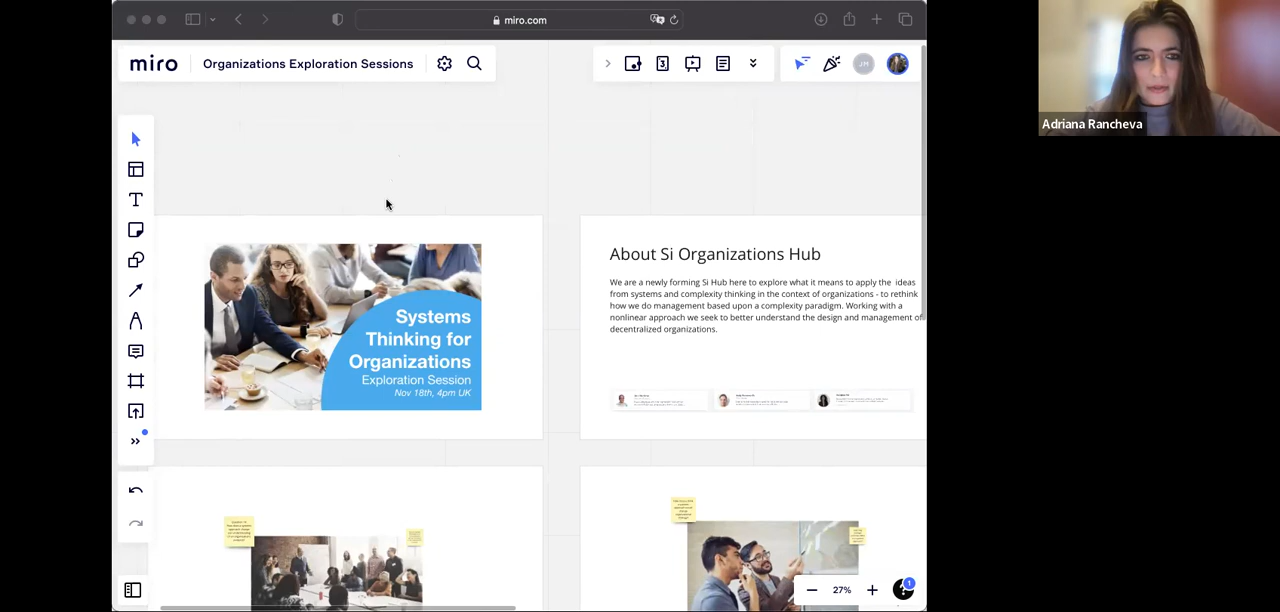 miro.com
miro
Organizations Exploration Sessions
3
JH
Adriana Rancheva
Systems
Thinking for
Organizations
Exploration Session
Nov 18th, 4pm UK
About Si Organizations Hub
We are a newly forming Si Hub here to explore what it means to apply the ideas
from systems and complexity thinking in the context of organizations - to rethink
how we do management based upon a complexity paradigm. Working with a
nonlinear approach we seek to better understand the design and management of
decentralized organizations.
27%
1